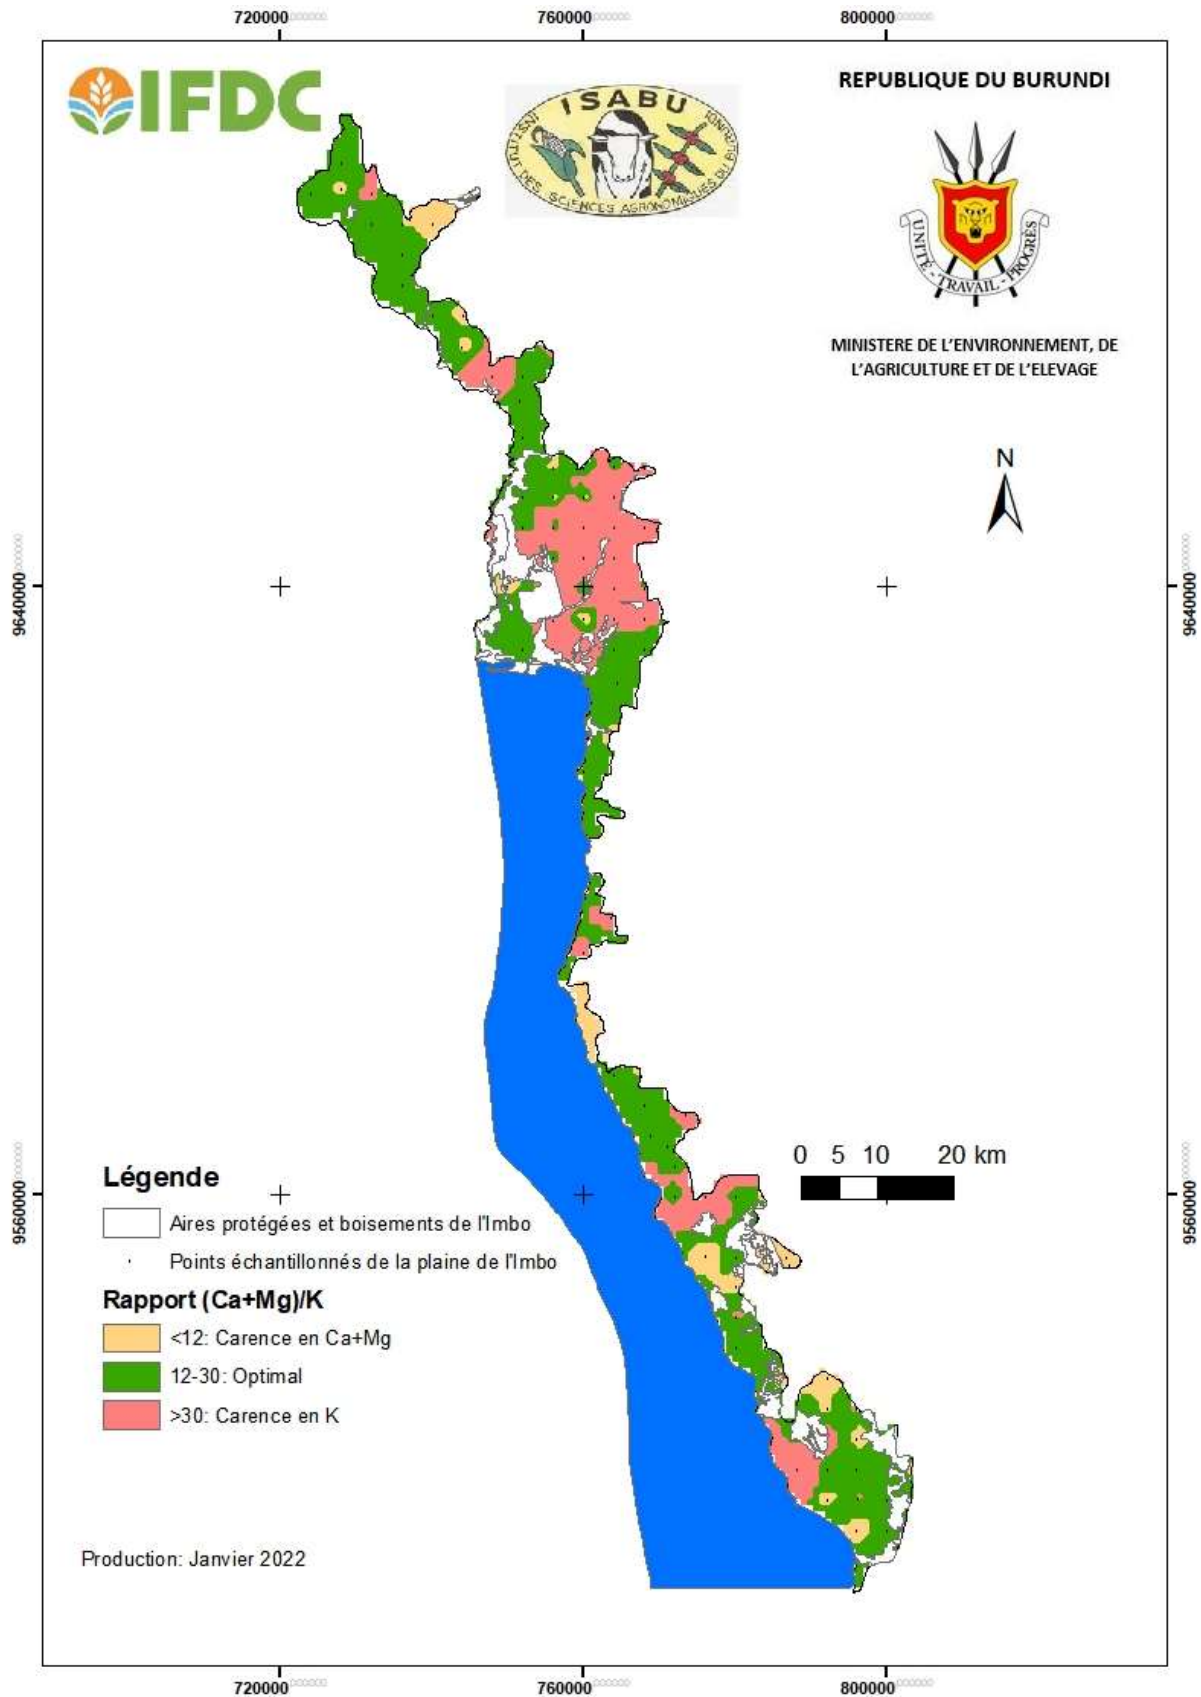 720000 760000 800000
IFDC
ISABU
INSTITUT DES SCIENCES AGRONOMIQUES DU BURUNDI
REPUBLIQUE DU BURUNDI
UNITÉ - TRAVAIL - PROGRÈS
MINISTERE DE L'ENVIRONNEMENT, DE
L'AGRICULTURE ET DE L'ELEVAGE
N
9640000 9640000
0 5 10 20 km
9560000 9560000
Légende
Aires protégées et boisements de l'Imbo
Points échantillonnés de la plaine de l'Imbo
Rapport (Ca+Mg)/K
<12: Carence en Ca+Mg
12-30: Optimal
>30: Carence en K
Production: Janvier 2022
720000 760000 800000